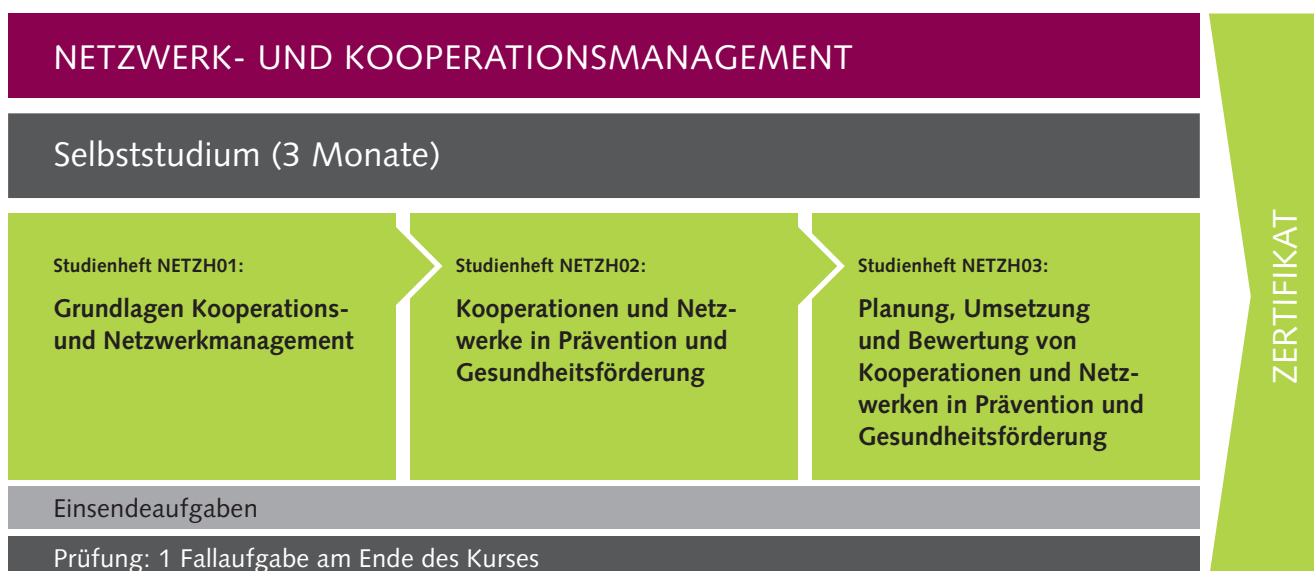 NETZWERK- UND KOOPERATIONSMANAGEMENT
Selbststudium (3 Monate)
Studienheft NETZH01:
Grundlagen Kooperations-
und Netzwerkmanagement
Studienheft NETZH02:
Kooperationen und Netz-
werke in Prävention und
Gesundheitsförderung
Studienheft NETZH03:
Planung, Umsetzung
und Bewertung von
Kooperationen und Netz-
werken in Prävention und
Gesundheitsförderung
Einsendeaufgaben
Prüfung: 1 Fallaufgabe am Ende des Kurses
ZERTIFIKAT